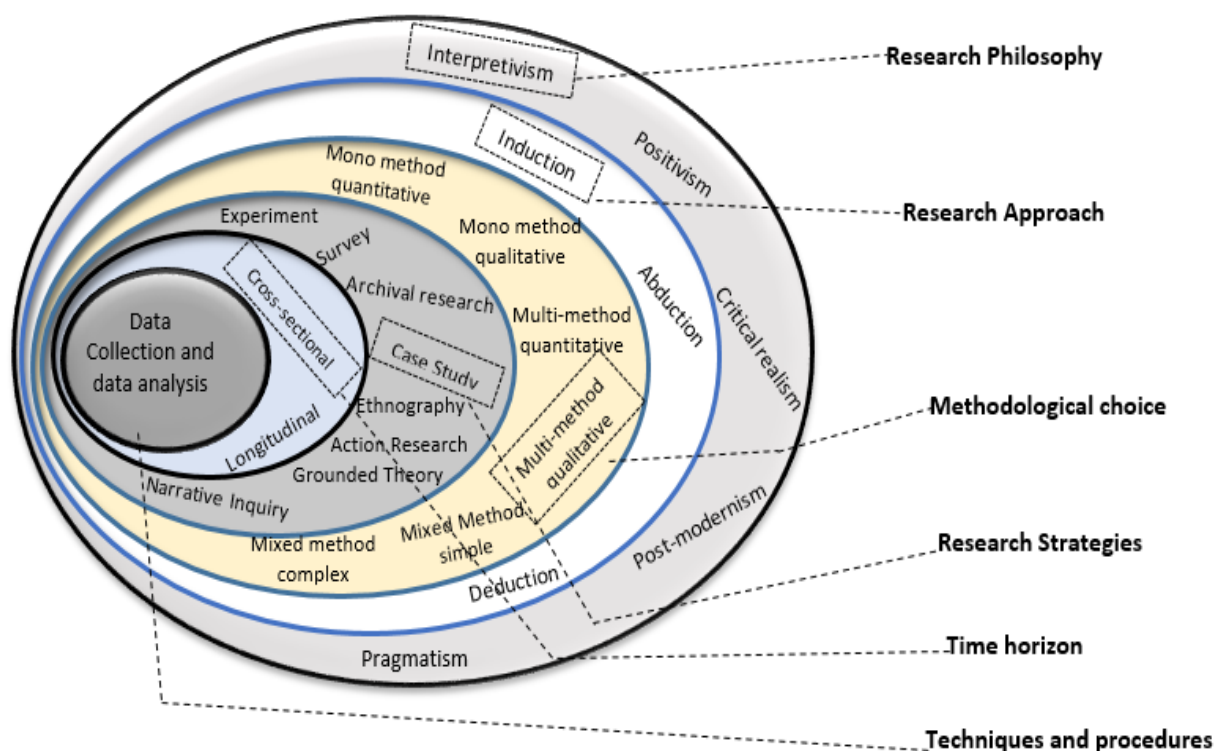 Interpretivism
Research Philosophy
Induction
Positivism
Mono method
quantitative
Research Approach
Experiment
Survey
Mono method
qualitative
Cross-sectional
Archival research
Abduction
Critical realism
Data
Collection and
data analysis
Multi-method
quantitative
Case Study
Ethnography
Methodological choice
Longitudinal
Action Research
Grounded Theory
Multi-method
qualitative
Narrative Inquiry
Mixed Method
simple
Mixed method
complex
Post-modernism
Research Strategies
Deduction
Time horizon
Pragmatism
Techniques and procedures